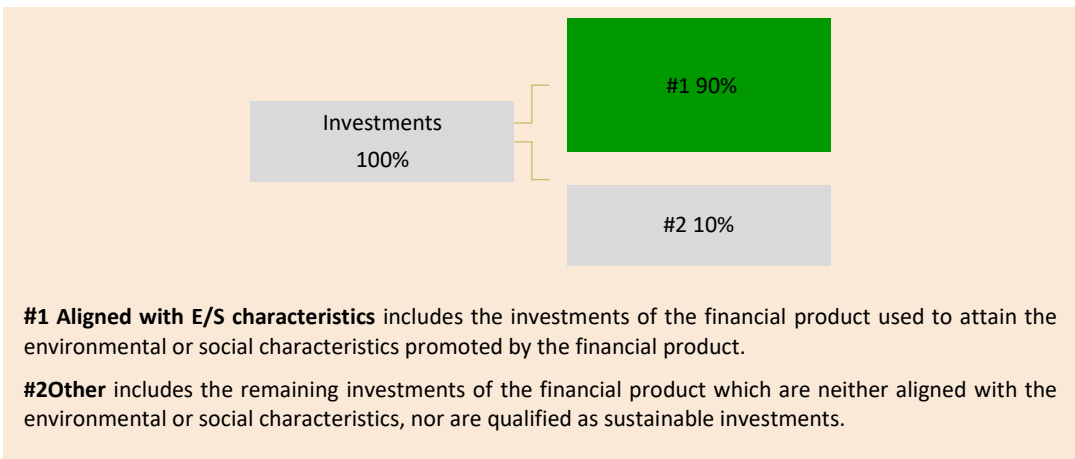 #1 90%
Investments
100%
#2 10%
#1 Aligned with E/S characteristics includes the investments of the financial product used to attain the
environmental or social characteristics promoted by the financial product.
#2Other includes the remaining investments of the financial product which are neither aligned with the
environmental or social characteristics, nor are qualified as sustainable investments.